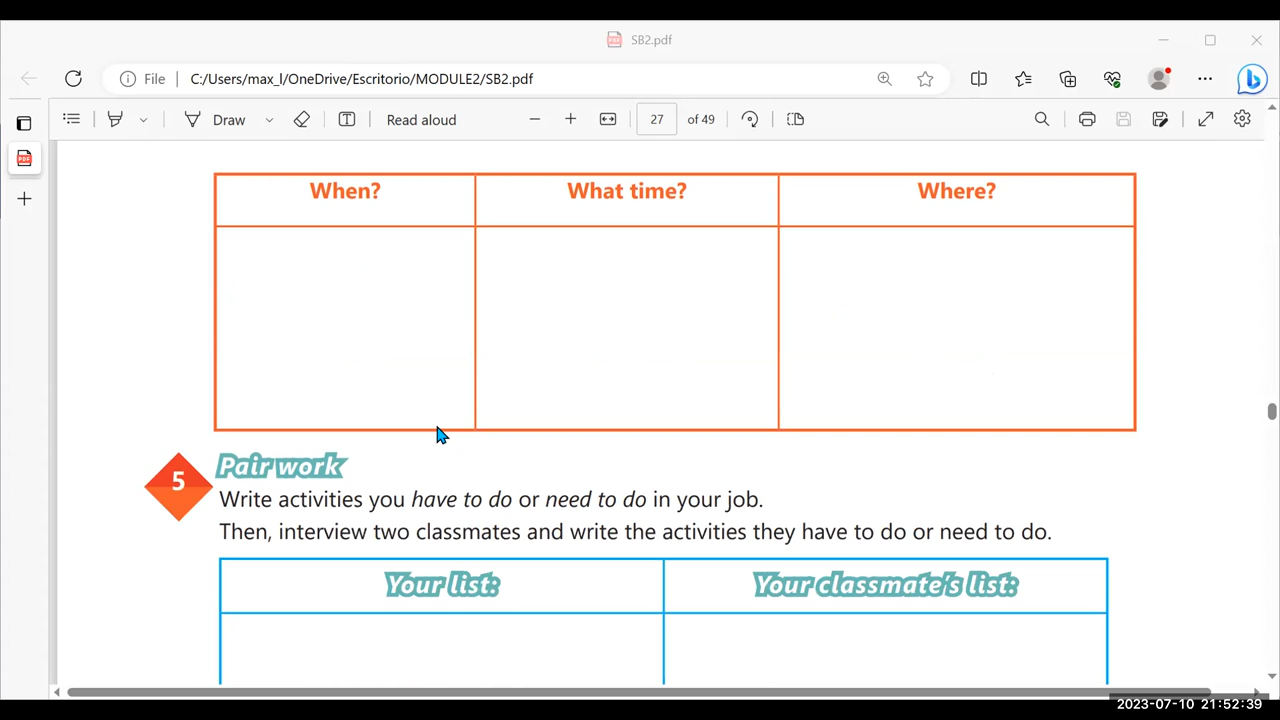 SB2.pdf
File C:/Users/max_l/OneDrive/Escritorio/MODULE2/SB2.pdf
Draw Read aloud 27 of 49
When? What time? Where?
5 Pair work
Write activities you have to do or need to do in your job.
Then, interview two classmates and write the activities they have to do or need to do.
Your list: Your classmate's list:
2023-07-10 21:52:39